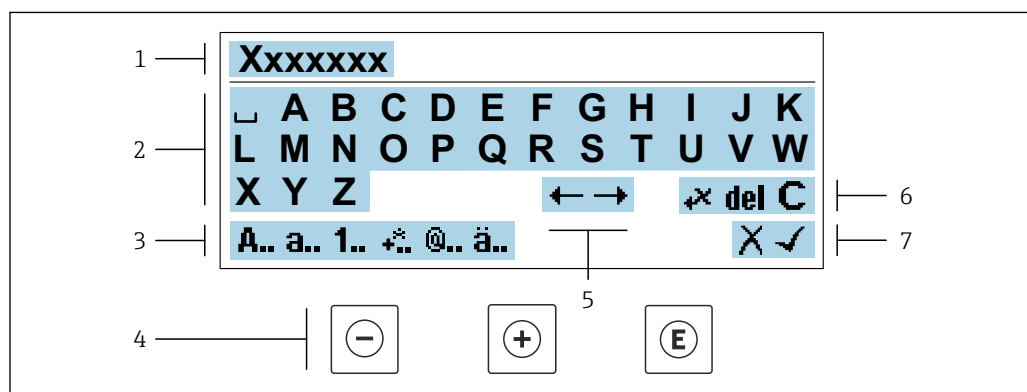 1 Xxxxxxx
2 ␣ A B C D E F G H I J K
L M N O P Q R S T U V W
X Y Z ← → ⤶x del C 6
3 A.. a.. 1.. +*.. @.. ä.. X ✓ 7
5
4 − + E